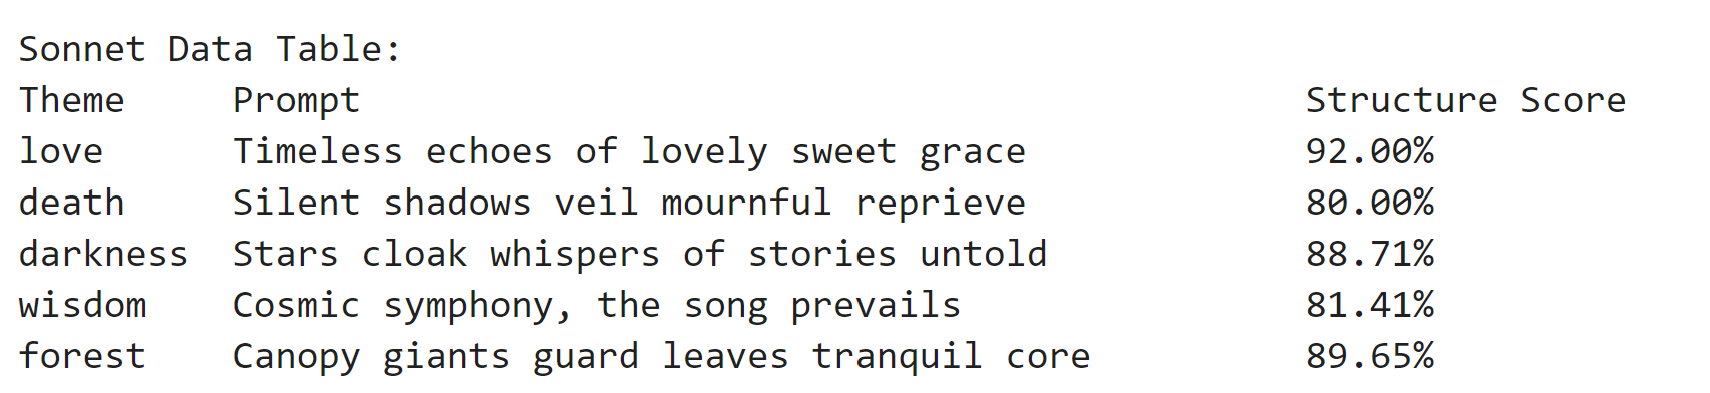 Sonnet Data Table:
Theme     Prompt                                            Structure Score
love      Timeless echoes of lovely sweet grace             92.00%
death     Silent shadows veil mournful reprieve             80.00%
darkness  Stars cloak whispers of stories untold            88.71%
wisdom    Cosmic symphony, the song prevails                81.41%
forest    Canopy giants guard leaves tranquil core          89.65%